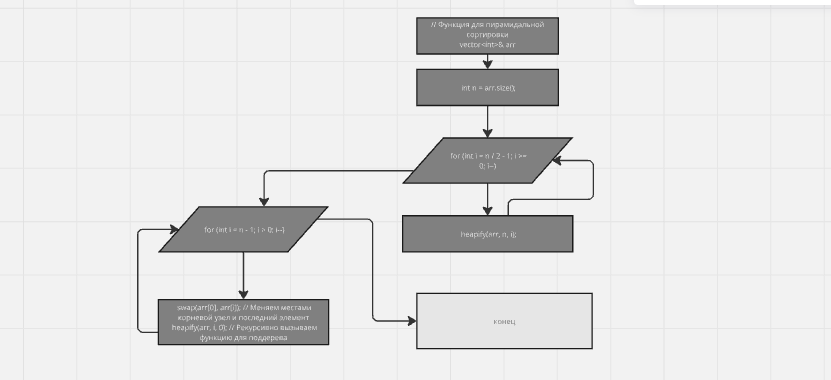 // Функция для пирамидальной
сортировки
vector<int>& arr
int n = arr.size();
for (int i = n / 2 - 1; i >=
0; i--)
heapify(arr, n, i);
for (int i = n - 1; i > 0; i--)
swap(arr[0], arr[i]); // Меняем местами
корневой узел и последний элемент
heapify(arr, i, 0); // Рекурсивно вызываем
функцию для поддерева
конец